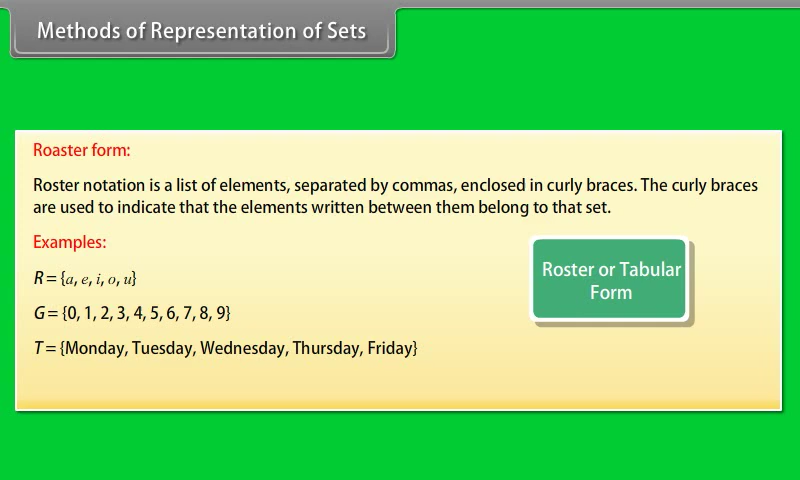 Methods of Representation of Sets
Roaster form:
Roster notation is a list of elements, separated by commas, enclosed in curly braces. The curly braces
are used to indicate that the elements written between them belong to that set.
Examples:
R = {a, e, i, o, u}
G = {0, 1, 2, 3, 4, 5, 6, 7, 8, 9}
T = {Monday, Tuesday, Wednesday, Thursday, Friday}
Roster or Tabular
Form